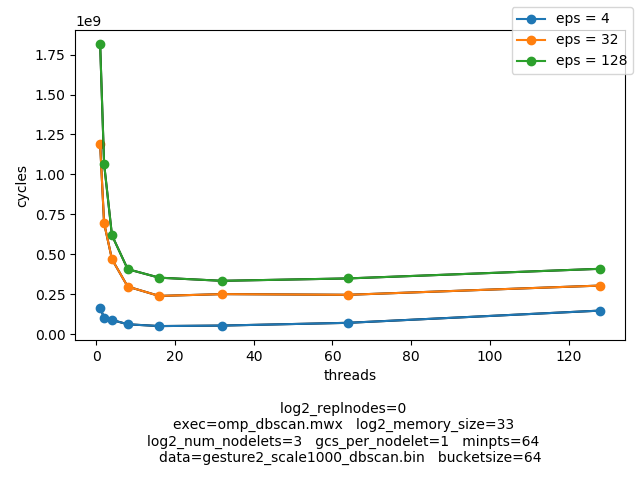 1e9
eps = 4
eps = 32
eps = 128
1.75
1.50
1.25
1.00
0.75
0.50
0.25
0.00
cycles
0 20 40 60 80 100 120
threads
log2_replnodes=0
exec=omp_dbscan.mwx log2_memory_size=33
log2_num_nodelets=3 gcs_per_nodelet=1 minpts=64
data=gesture2_scale1000_dbscan.bin bucketsize=64